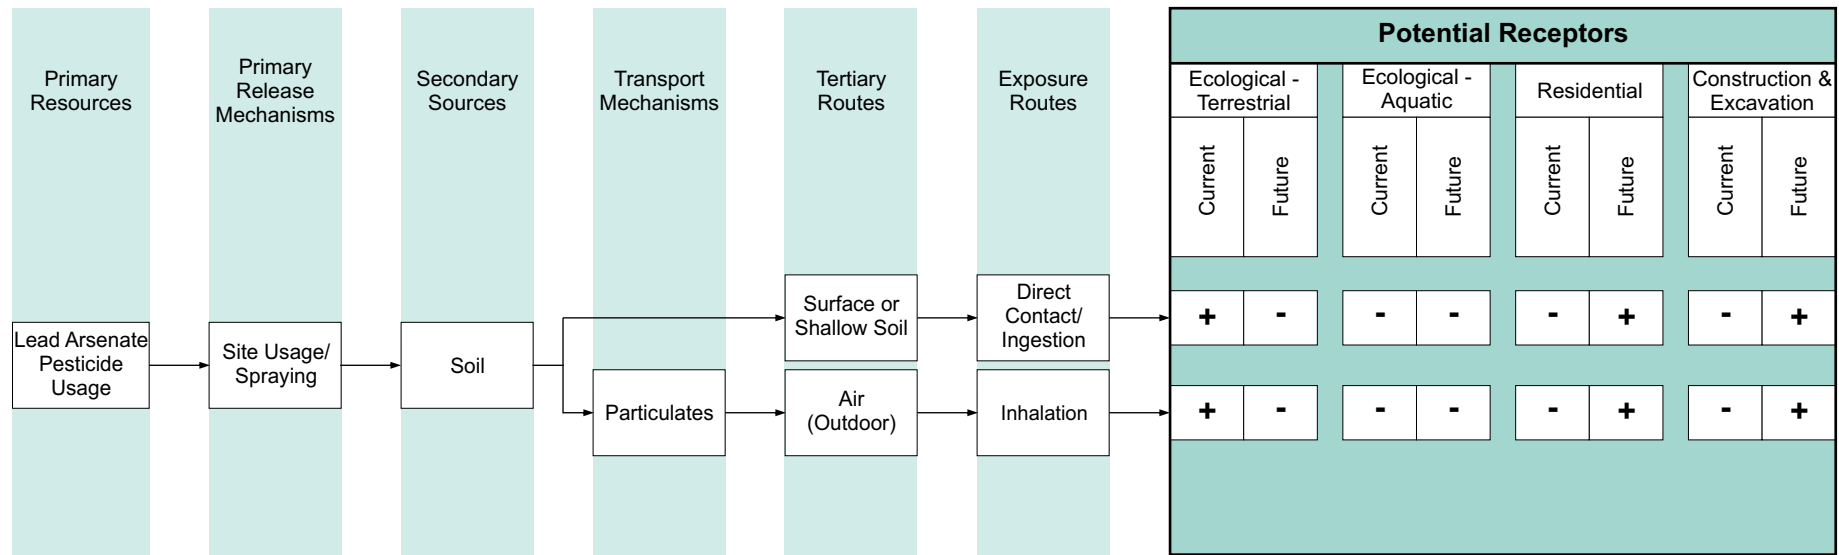 Primary
Resources
Primary
Release
Mechanisms
Secondary
Sources
Transport
Mechanisms
Tertiary
Routes
Exposure
Routes
Potential Receptors
Ecological -
Terrestrial
Ecological -
Aquatic
Residential
Construction &
Excavation
Current
Future
Current
Future
Current
Future
Current
Future
Lead Arsenate
Pesticide
Usage
Site Usage/
Spraying
Soil
Surface or
Shallow Soil
Direct
Contact/
Ingestion
+ - - - - + - +
Particulates
Air
(Outdoor)
Inhalation
+ - - - - + - +